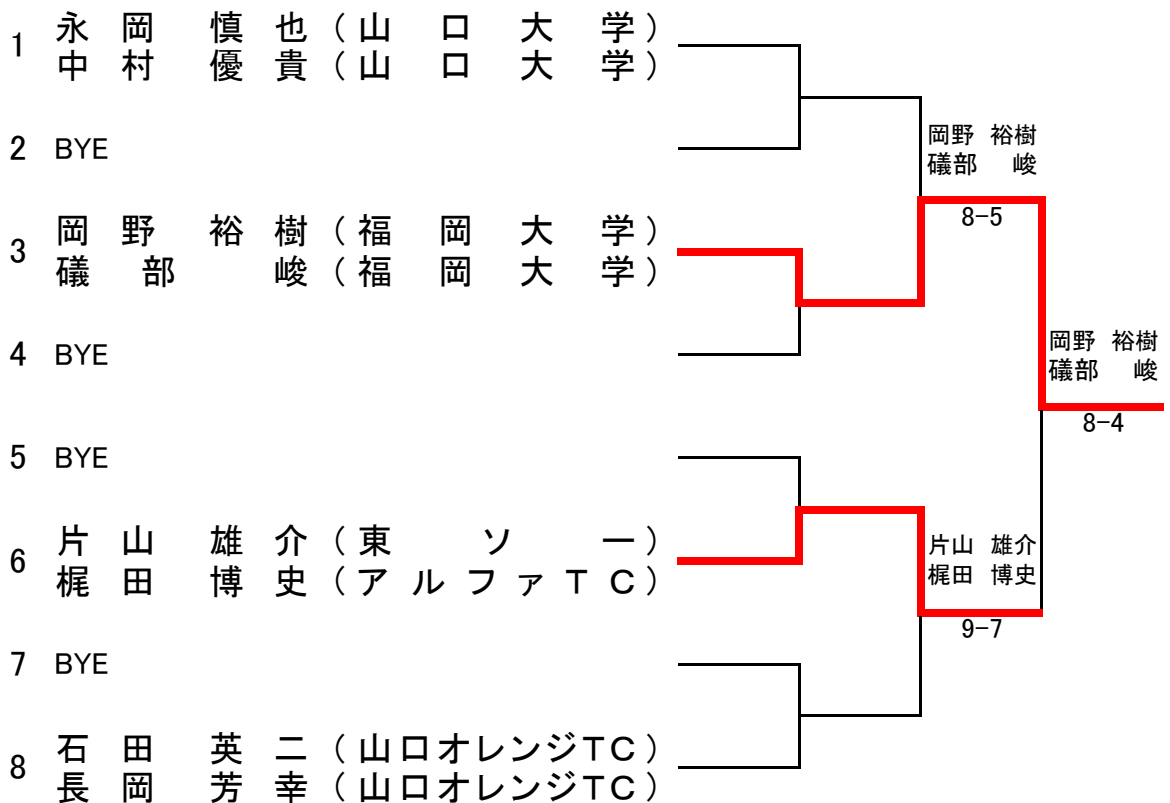 1 永岡 慎也(山口大学)
中村 優貴(山口大学)
2 BYE
岡野 裕樹
礒部 峻
8-5
3 岡野 裕樹(福岡大学)
礒部 峻(福岡大学)
4 BYE
岡野 裕樹
礒部 峻
8-4
5 BYE
6 片山 雄介(東ソー)
梶田 博史(アルファTC)
片山 雄介
梶田 博史
9-7
7 BYE
8 石田 英二(山口オレンジTC)
長岡 芳幸(山口オレンジTC)